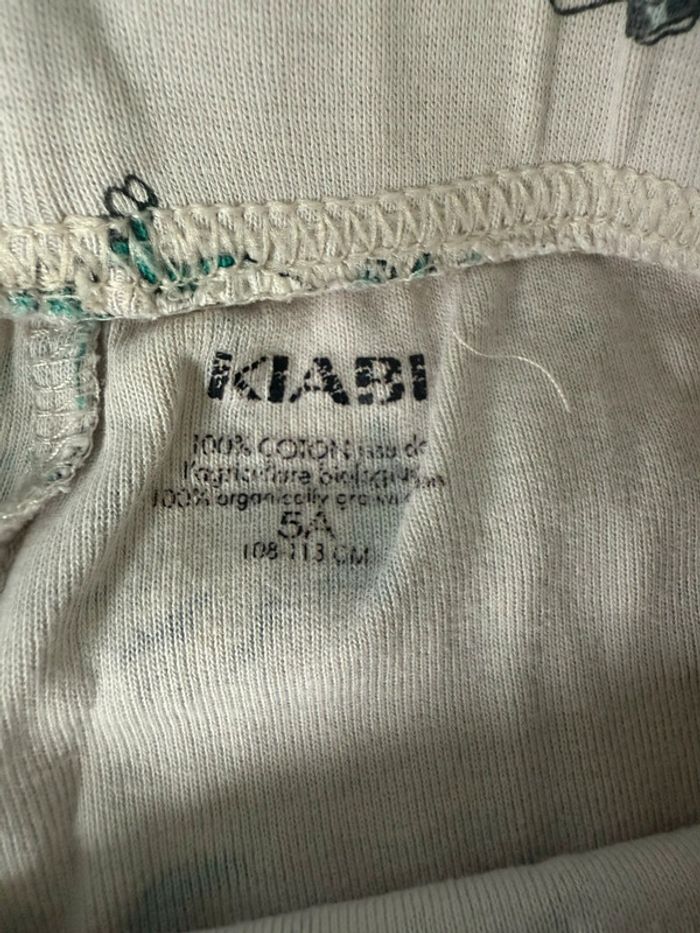 KIABI
100% COTON issu de
l'agriculture biologique
100% organically grown
5A
108-113 CM